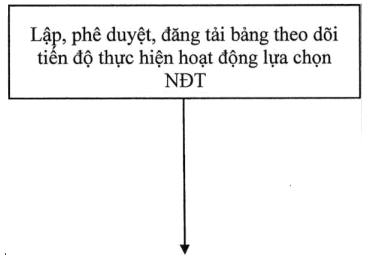 Lập, phê duyệt, đăng tải bảng theo dõi
tiến độ thực hiện hoạt động lựa chọn
NĐT